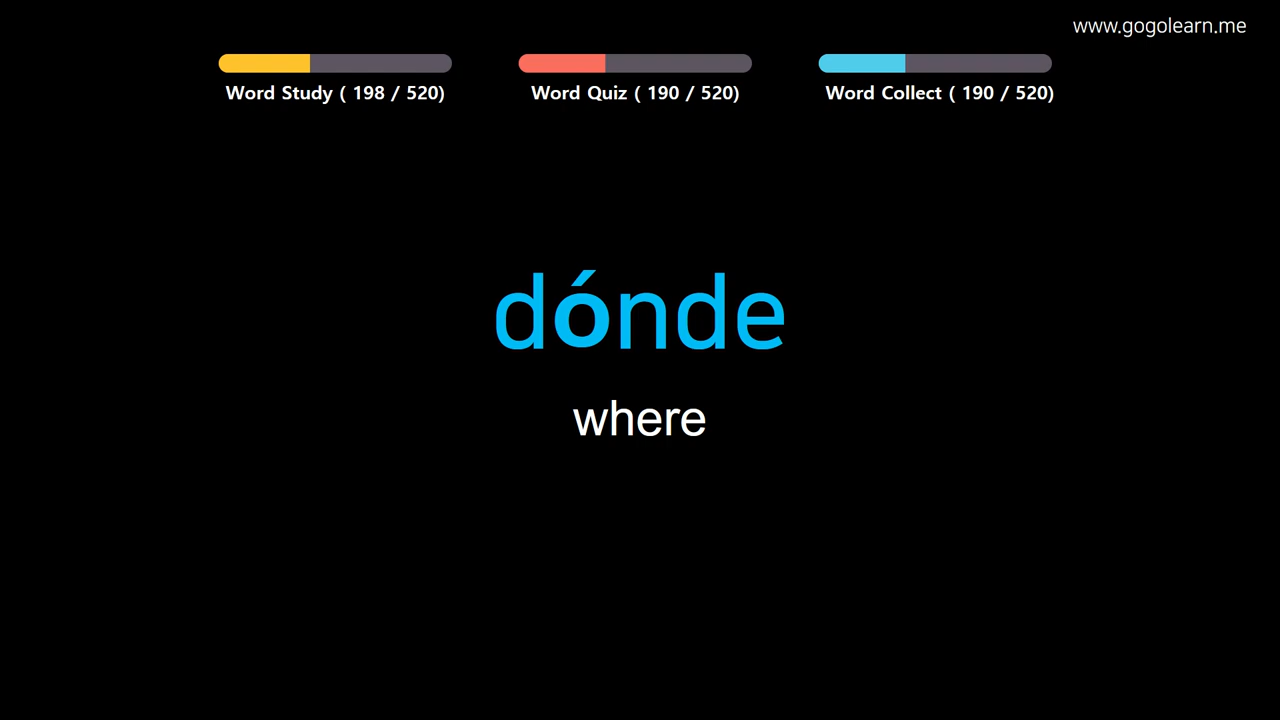 www.gogolearn.me
Word Study ( 198 / 520)
Word Quiz ( 190 / 520)
Word Collect ( 190 / 520)
dónde
where